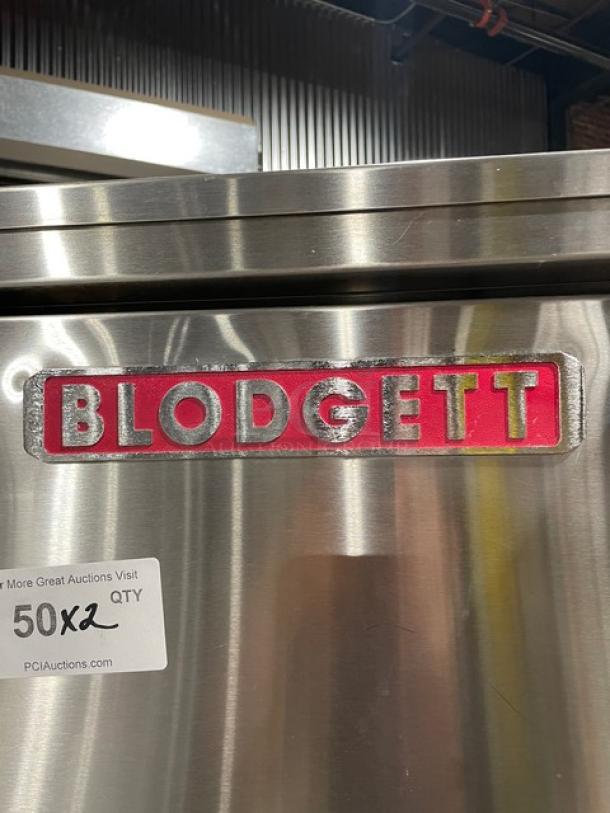 BLODGETT
r More Great Auctions Visit
QTY
50x2
PCIAuctions.com